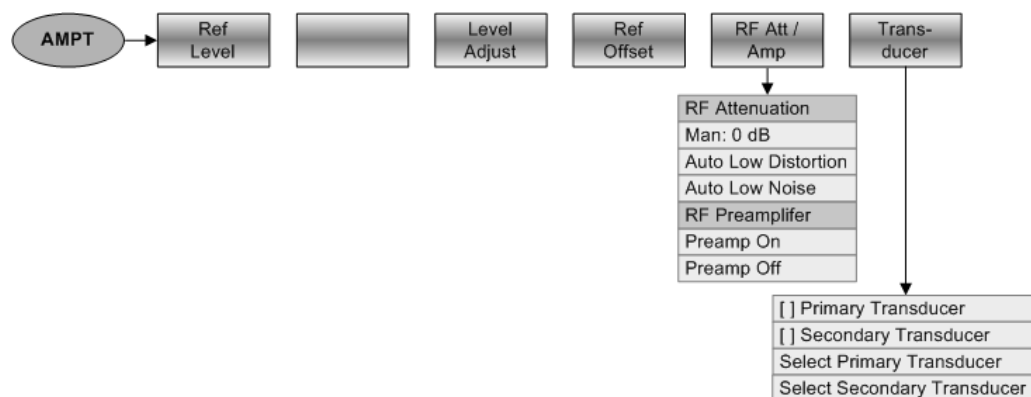 AMPT
Ref
Level
Level
Adjust
Ref
Offset
RF Att /
Amp
Trans-
ducer
RF Attenuation
Man: 0 dB
Auto Low Distortion
Auto Low Noise
RF Preamplifer
Preamp On
Preamp Off
[ ] Primary Transducer
[ ] Secondary Transducer
Select Primary Transducer
Select Secondary Transducer